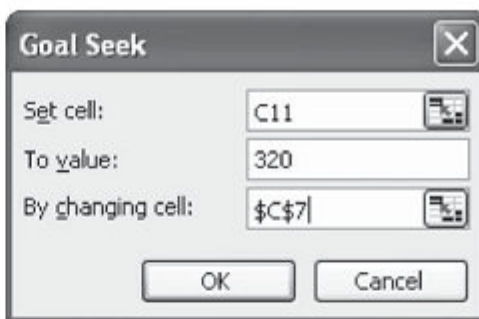 Goal Seek
Set cell: C11
To value: 320
By changing cell: $C$7
OK Cancel